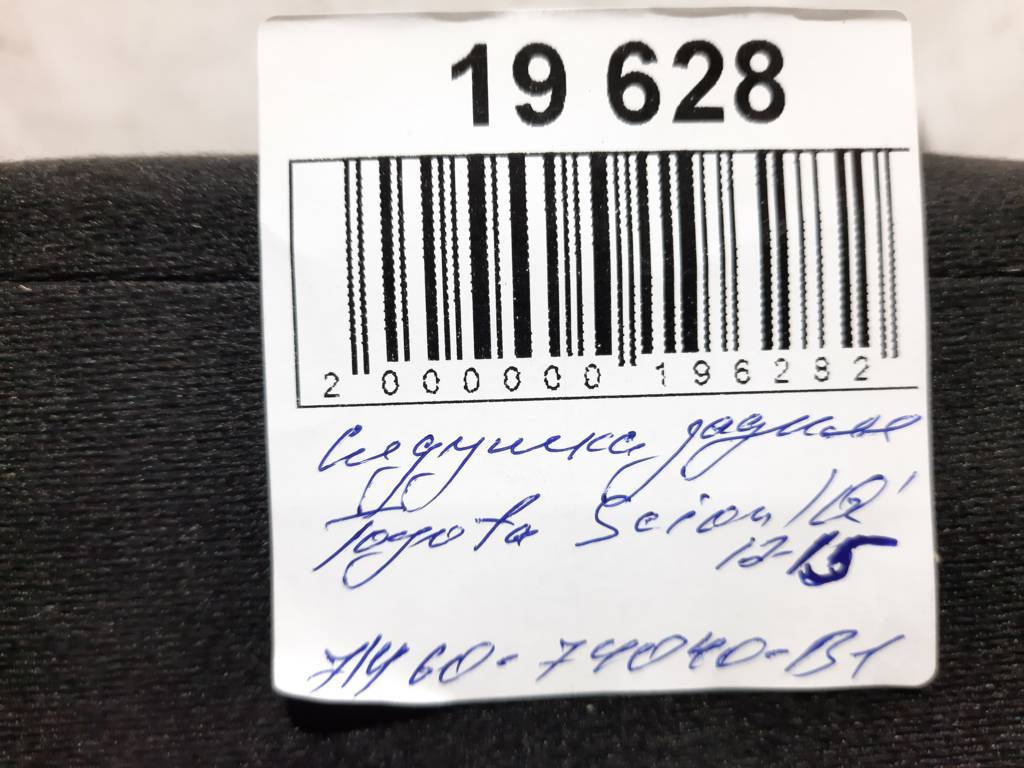 19 628
2 000000 196282
Сидушка задняя
Toyota Scion IQ'
12-15
71460-74040-B1